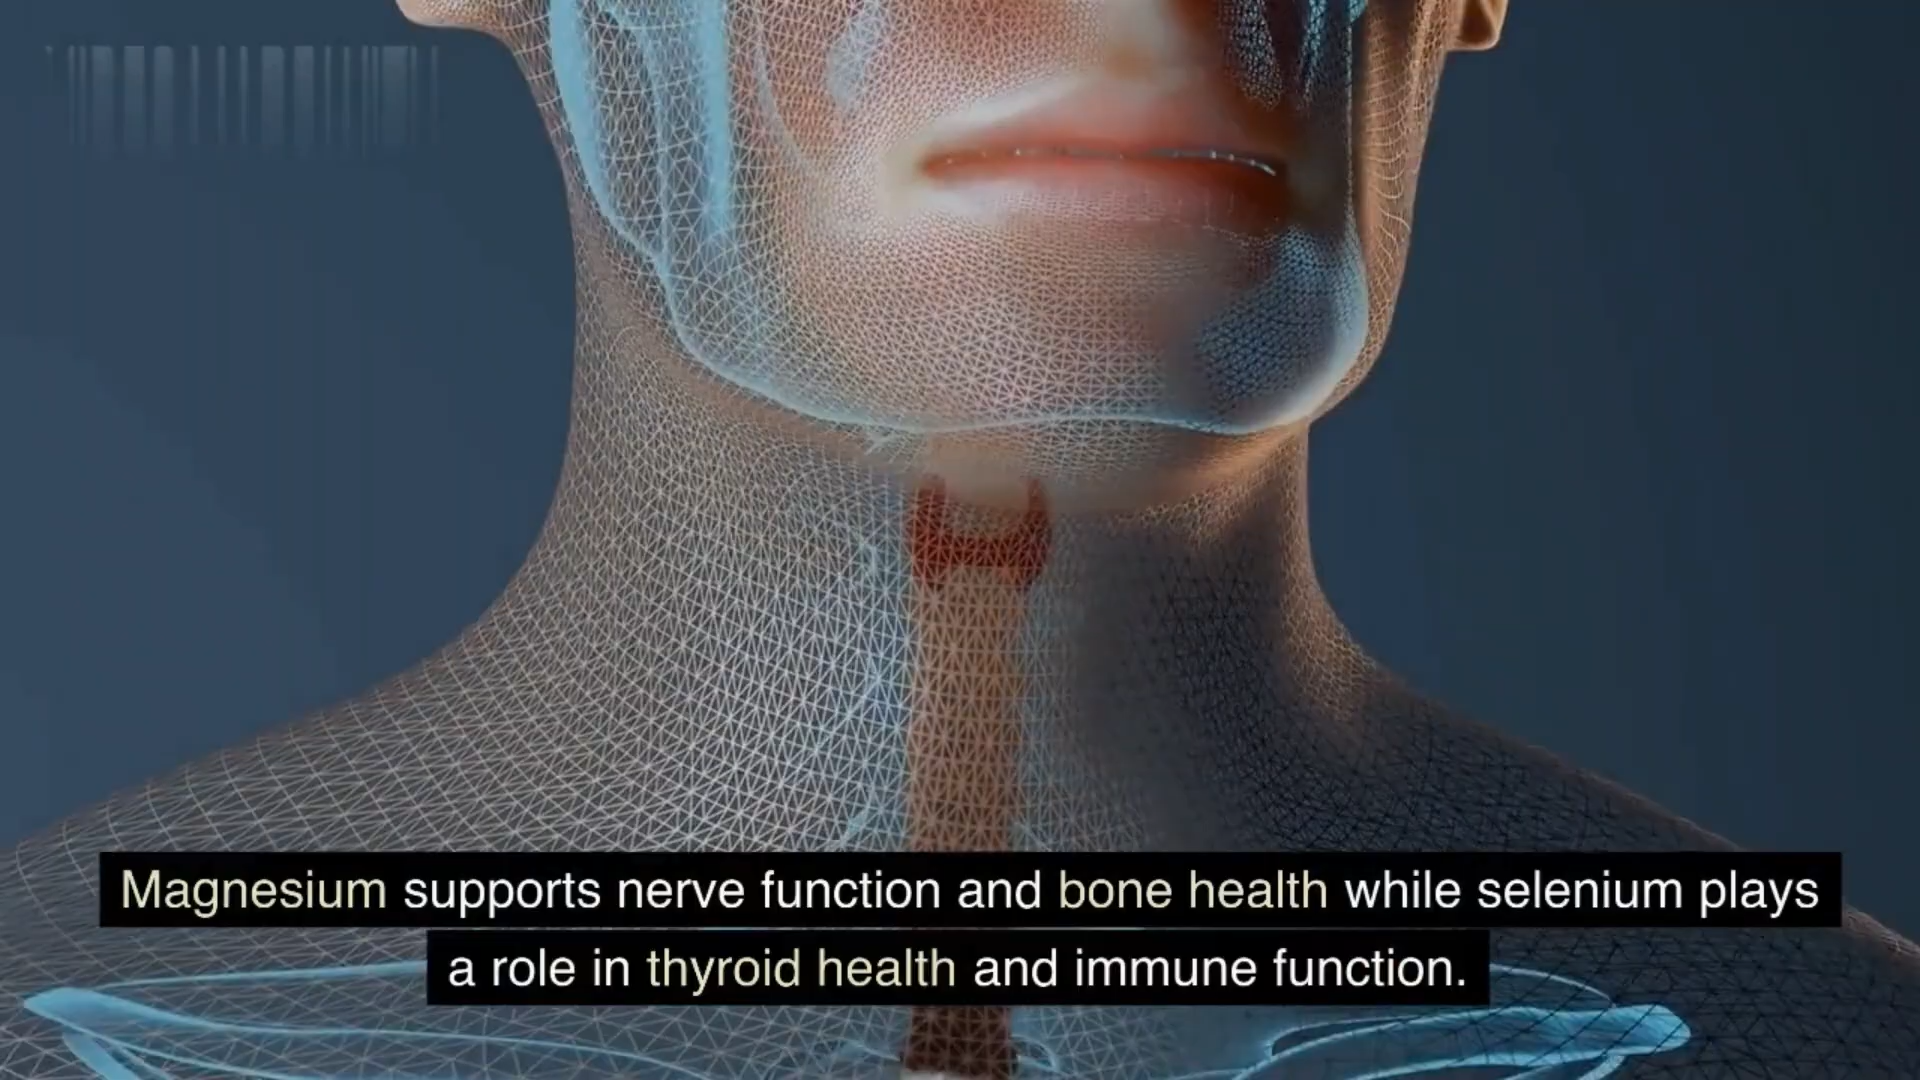 Magnesium supports nerve function and bone health while selenium plays
a role in thyroid health and immune function.